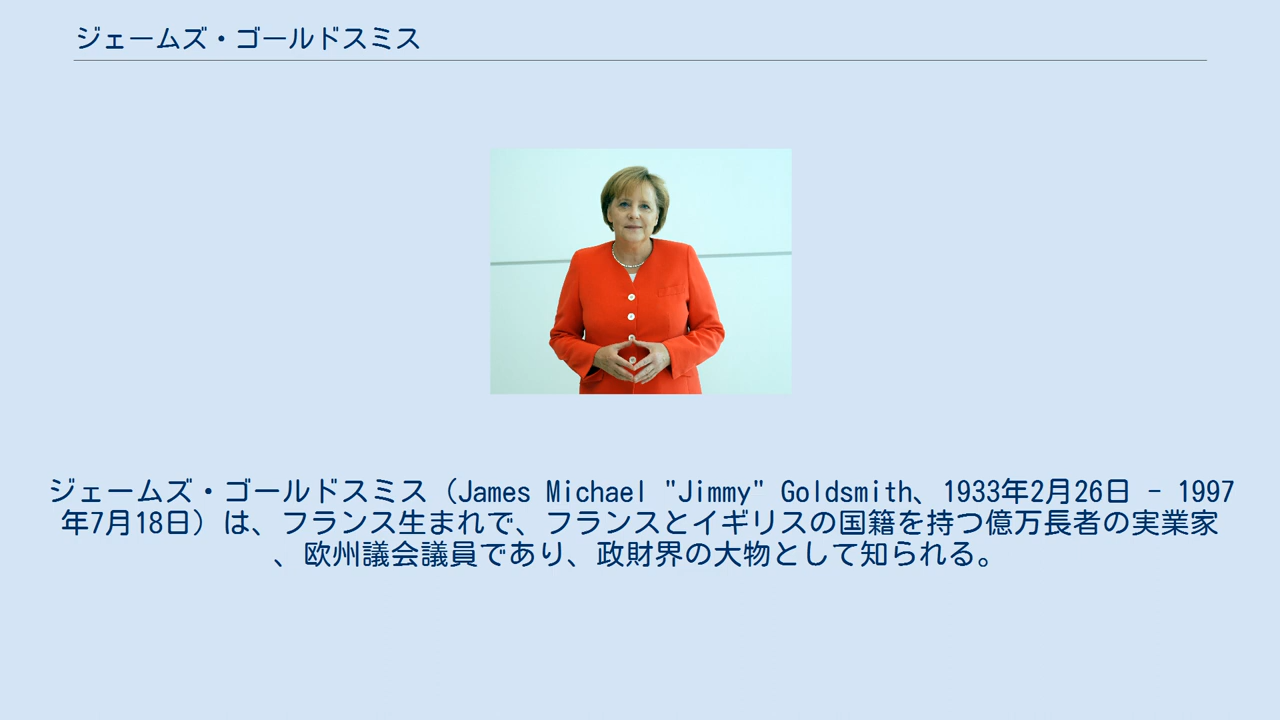 ジェームズ・ゴールドスミス
ジェームズ・ゴールドスミス（James Michael "Jimmy" Goldsmith、1933年2月26日 - 1997
年7月18日）は、フランス生まれで、フランスとイギリスの国籍を持つ億万長者の実業家
、欧州議会議員であり、政財界の大物として知られる。